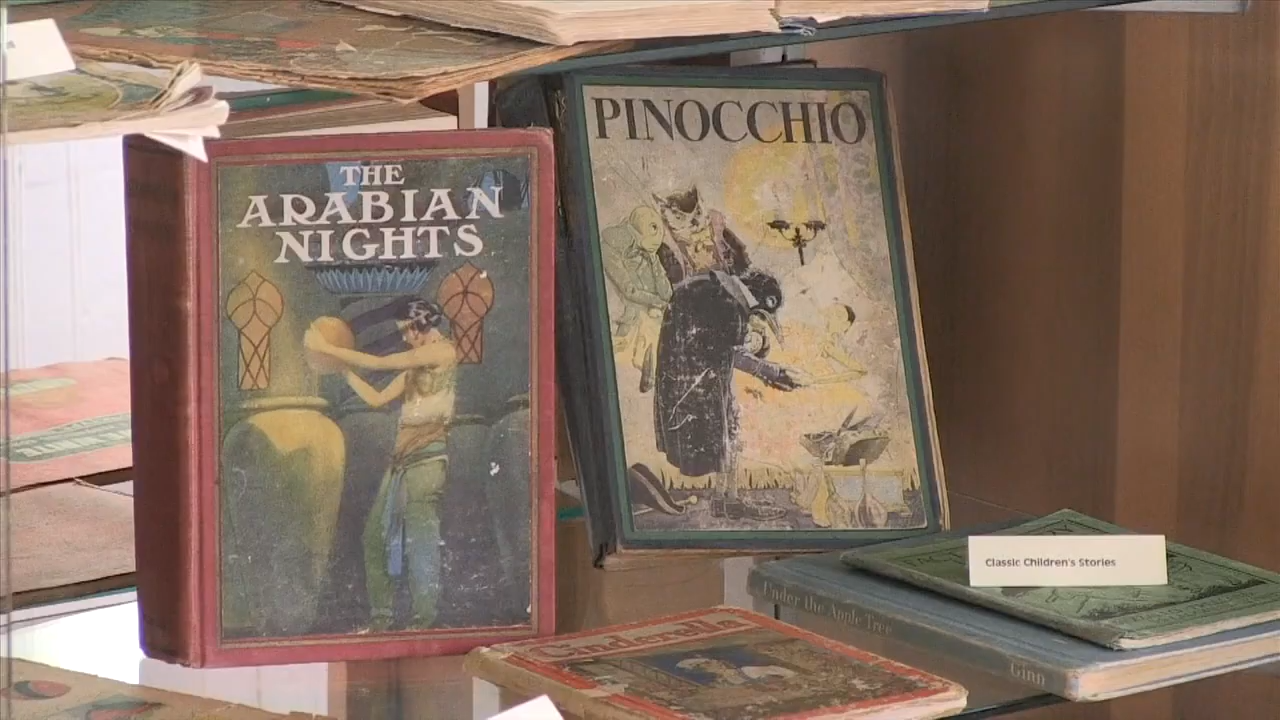 THE
ARABIAN
NIGHTS
PINOCCHIO
Classic Children's Stories
Under the Apple Tree
Ginn
Cinderella